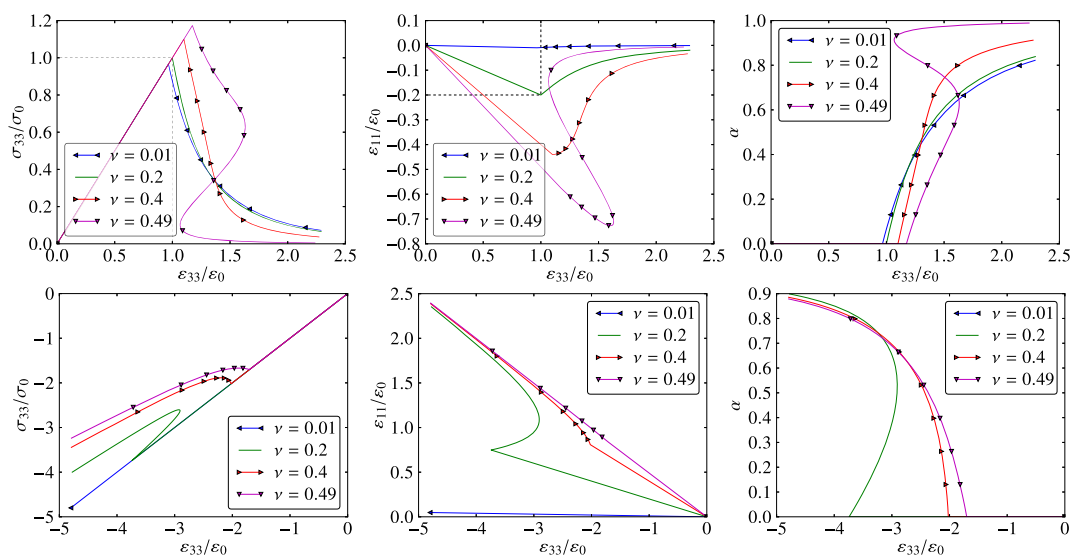 1.2
1.0
0.8
0.6
0.4
0.2
0.0
σ33/σ0
ν = 0.01
ν = 0.2
ν = 0.4
ν = 0.49
0.0 0.5 1.0 1.5 2.0 2.5
ε33/ε0
0.1
0.0
−0.1
−0.2
−0.3
−0.4
−0.5
−0.6
−0.7
−0.8
ε11/ε0
ν = 0.01
ν = 0.2
ν = 0.4
ν = 0.49
0.0 0.5 1.0 1.5 2.0 2.5
ε33/ε0
1.0
0.8
0.6
0.4
0.2
0.0
α
ν = 0.01
ν = 0.2
ν = 0.4
ν = 0.49
0.0 0.5 1.0 1.5 2.0 2.5
ε33/ε0
0
−1
−2
−3
−4
−5
σ33/σ0
ν = 0.01
ν = 0.2
ν = 0.4
ν = 0.49
−5 −4 −3 −2 −1 0
ε33/ε0
2.5
2.0
1.5
1.0
0.5
0.0
ε11/ε0
ν = 0.01
ν = 0.2
ν = 0.4
ν = 0.49
−5 −4 −3 −2 −1 0
ε33/ε0
0.9
0.8
0.7
0.6
0.5
0.4
0.3
0.2
0.1
0.0
α
ν = 0.01
ν = 0.2
ν = 0.4
ν = 0.49
−5 −4 −3 −2 −1 0
ε33/ε0